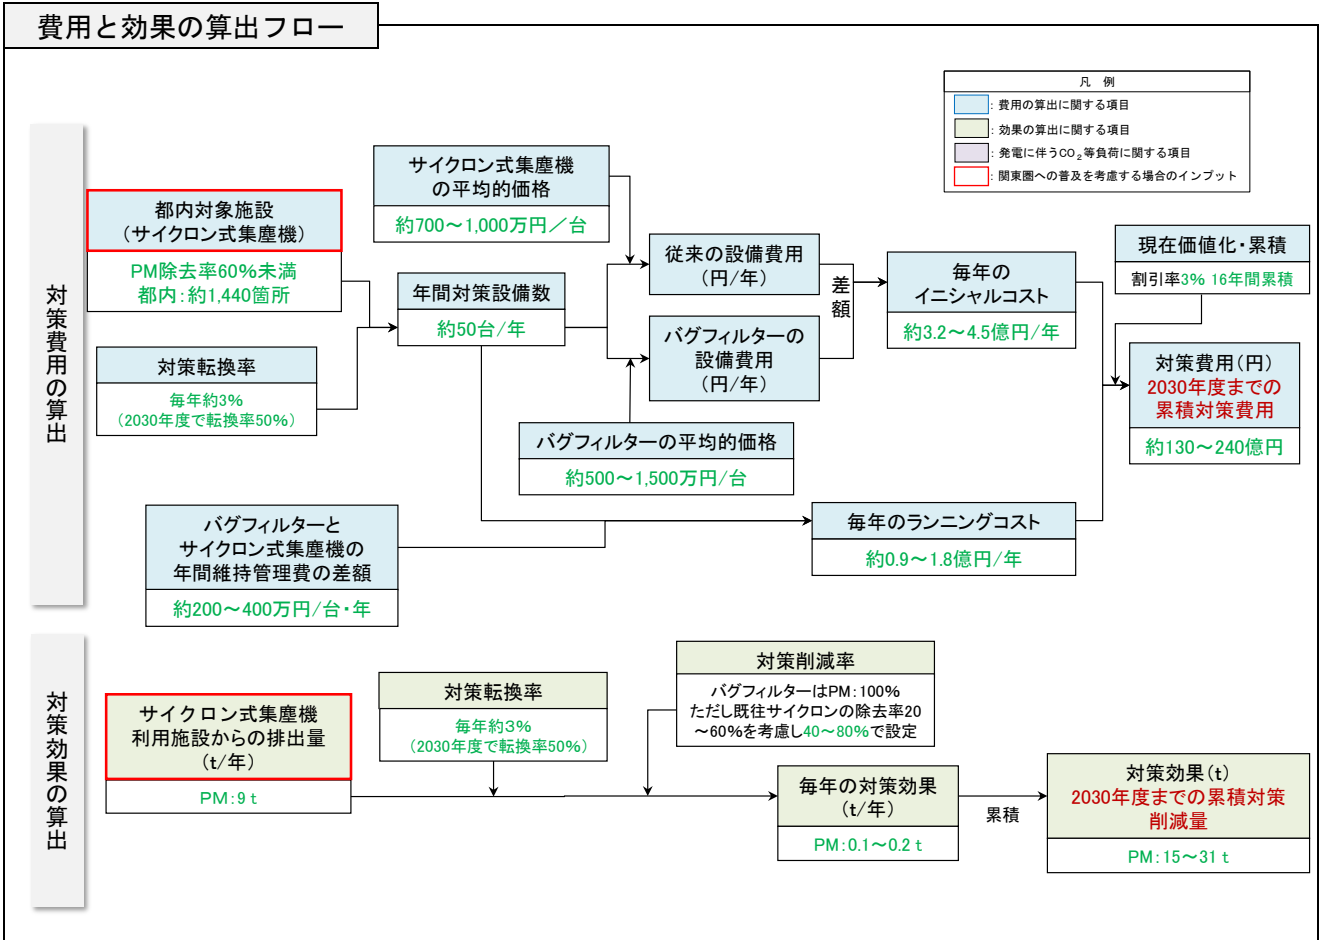 費用と効果の算出フロー
凡 例
：費用の算出に関する項目
：効果の算出に関する項目
：発電に伴うCO₂等負荷に関する項目
：関東圏への普及を考慮する場合のインプット
対策費用の算出
都内対象施設
（サイクロン式集塵機）
PM除去率60%未満
都内：約1,440箇所
対策転換率
毎年約3%
（2030年度で転換率50%）
サイクロン式集塵機
の平均的価格
約700～1,000万円／台
年間対策設備数
約50台/年
従来の設備費用
（円/年）
バグフィルターの
設備費用
（円/年）
差額
バグフィルターの平均的価格
約500～1,500万円/台
毎年の
イニシャルコスト
約3.2～4.5億円/年
現在価値化・累積
割引率3% 16年間累積
対策費用（円）
2030年度までの
累積対策費用
約130～240億円
バグフィルターと
サイクロン式集塵機の
年間維持管理費の差額
約200～400万円/台・年
毎年のランニングコスト
約0.9～1.8億円/年
対策効果の算出
サイクロン式集塵機
利用施設からの排出量
（t/年）
PM：9 t
対策転換率
毎年約3%
（2030年度で転換率50%）
対策削減率
バグフィルターはPM：100%
ただし既往サイクロンの除去率20
～60%を考慮し40～80%で設定
毎年の対策効果
（t/年）
PM：0.1～0.2 t
累積
対策効果（t）
2030年度までの累積対策
削減量
PM：15～31 t